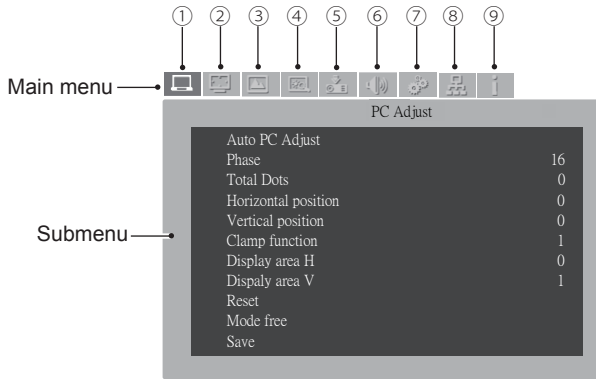 ① ② ③ ④ ⑤ ⑥ ⑦ ⑧ ⑨
Main menu
PC Adjust
Auto PC Adjust
Phase 16
Total Dots 0
Horizontal position 0
Vertical position 0
Submenu
Clamp function 1
Display area H 0
Dispaly area V 1
Reset
Mode free
Save